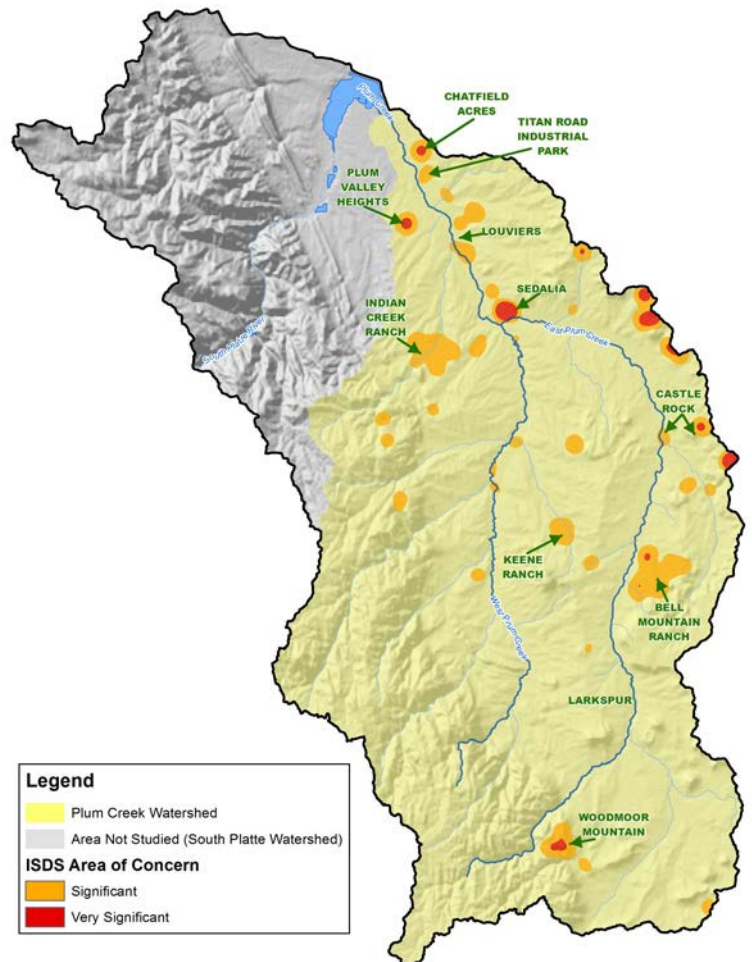 Plum Creek
CHATFIELD
ACRES
TITAN ROAD
INDUSTRIAL
PARK
PLUM
VALLEY
HEIGHTS
LOUVIERS
SEDALIA
INDIAN
CREEK
RANCH
South Platte River
East Plum Creek
CASTLE
ROCK
KEENE
RANCH
BELL
MOUNTAIN
RANCH
West Plum Creek
LARKSPUR
WOODMOOR
MOUNTAIN
Legend
Plum Creek Watershed
Area Not Studied (South Platte Watershed)
ISDS Area of Concern
Significant
Very Significant